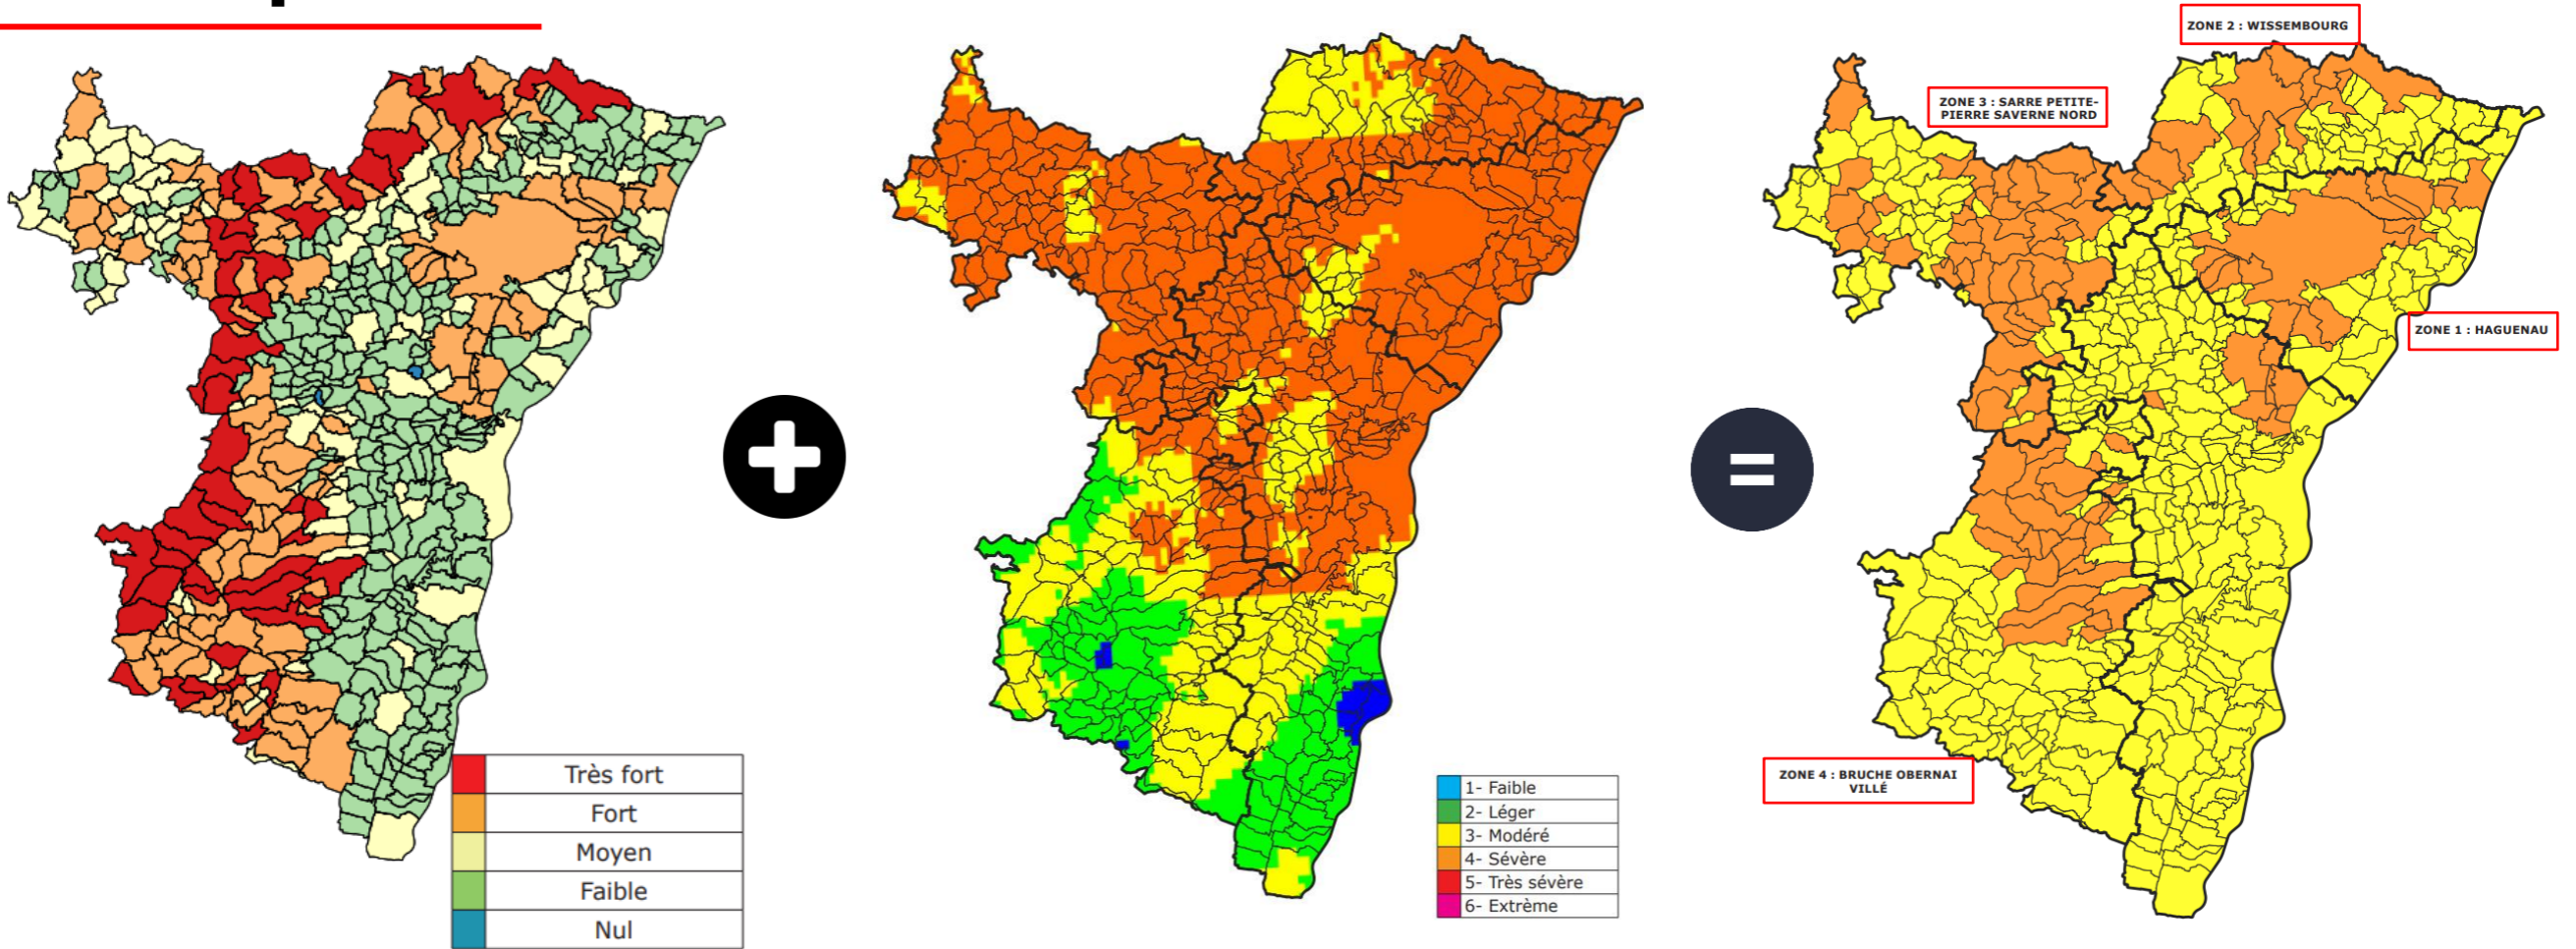 ZONE 2 : WISSEMBOURG
ZONE 3 : SARRE PETITE-
PIERRE SAVERNE NORD
ZONE 1 : HAGUENAU
ZONE 4 : BRUCHE OBERNAI
VILLÉ
Très fort
Fort
Moyen
Faible
Nul
1- Faible
2- Léger
3- Modéré
4- Sévère
5- Très sévère
6- Extrême